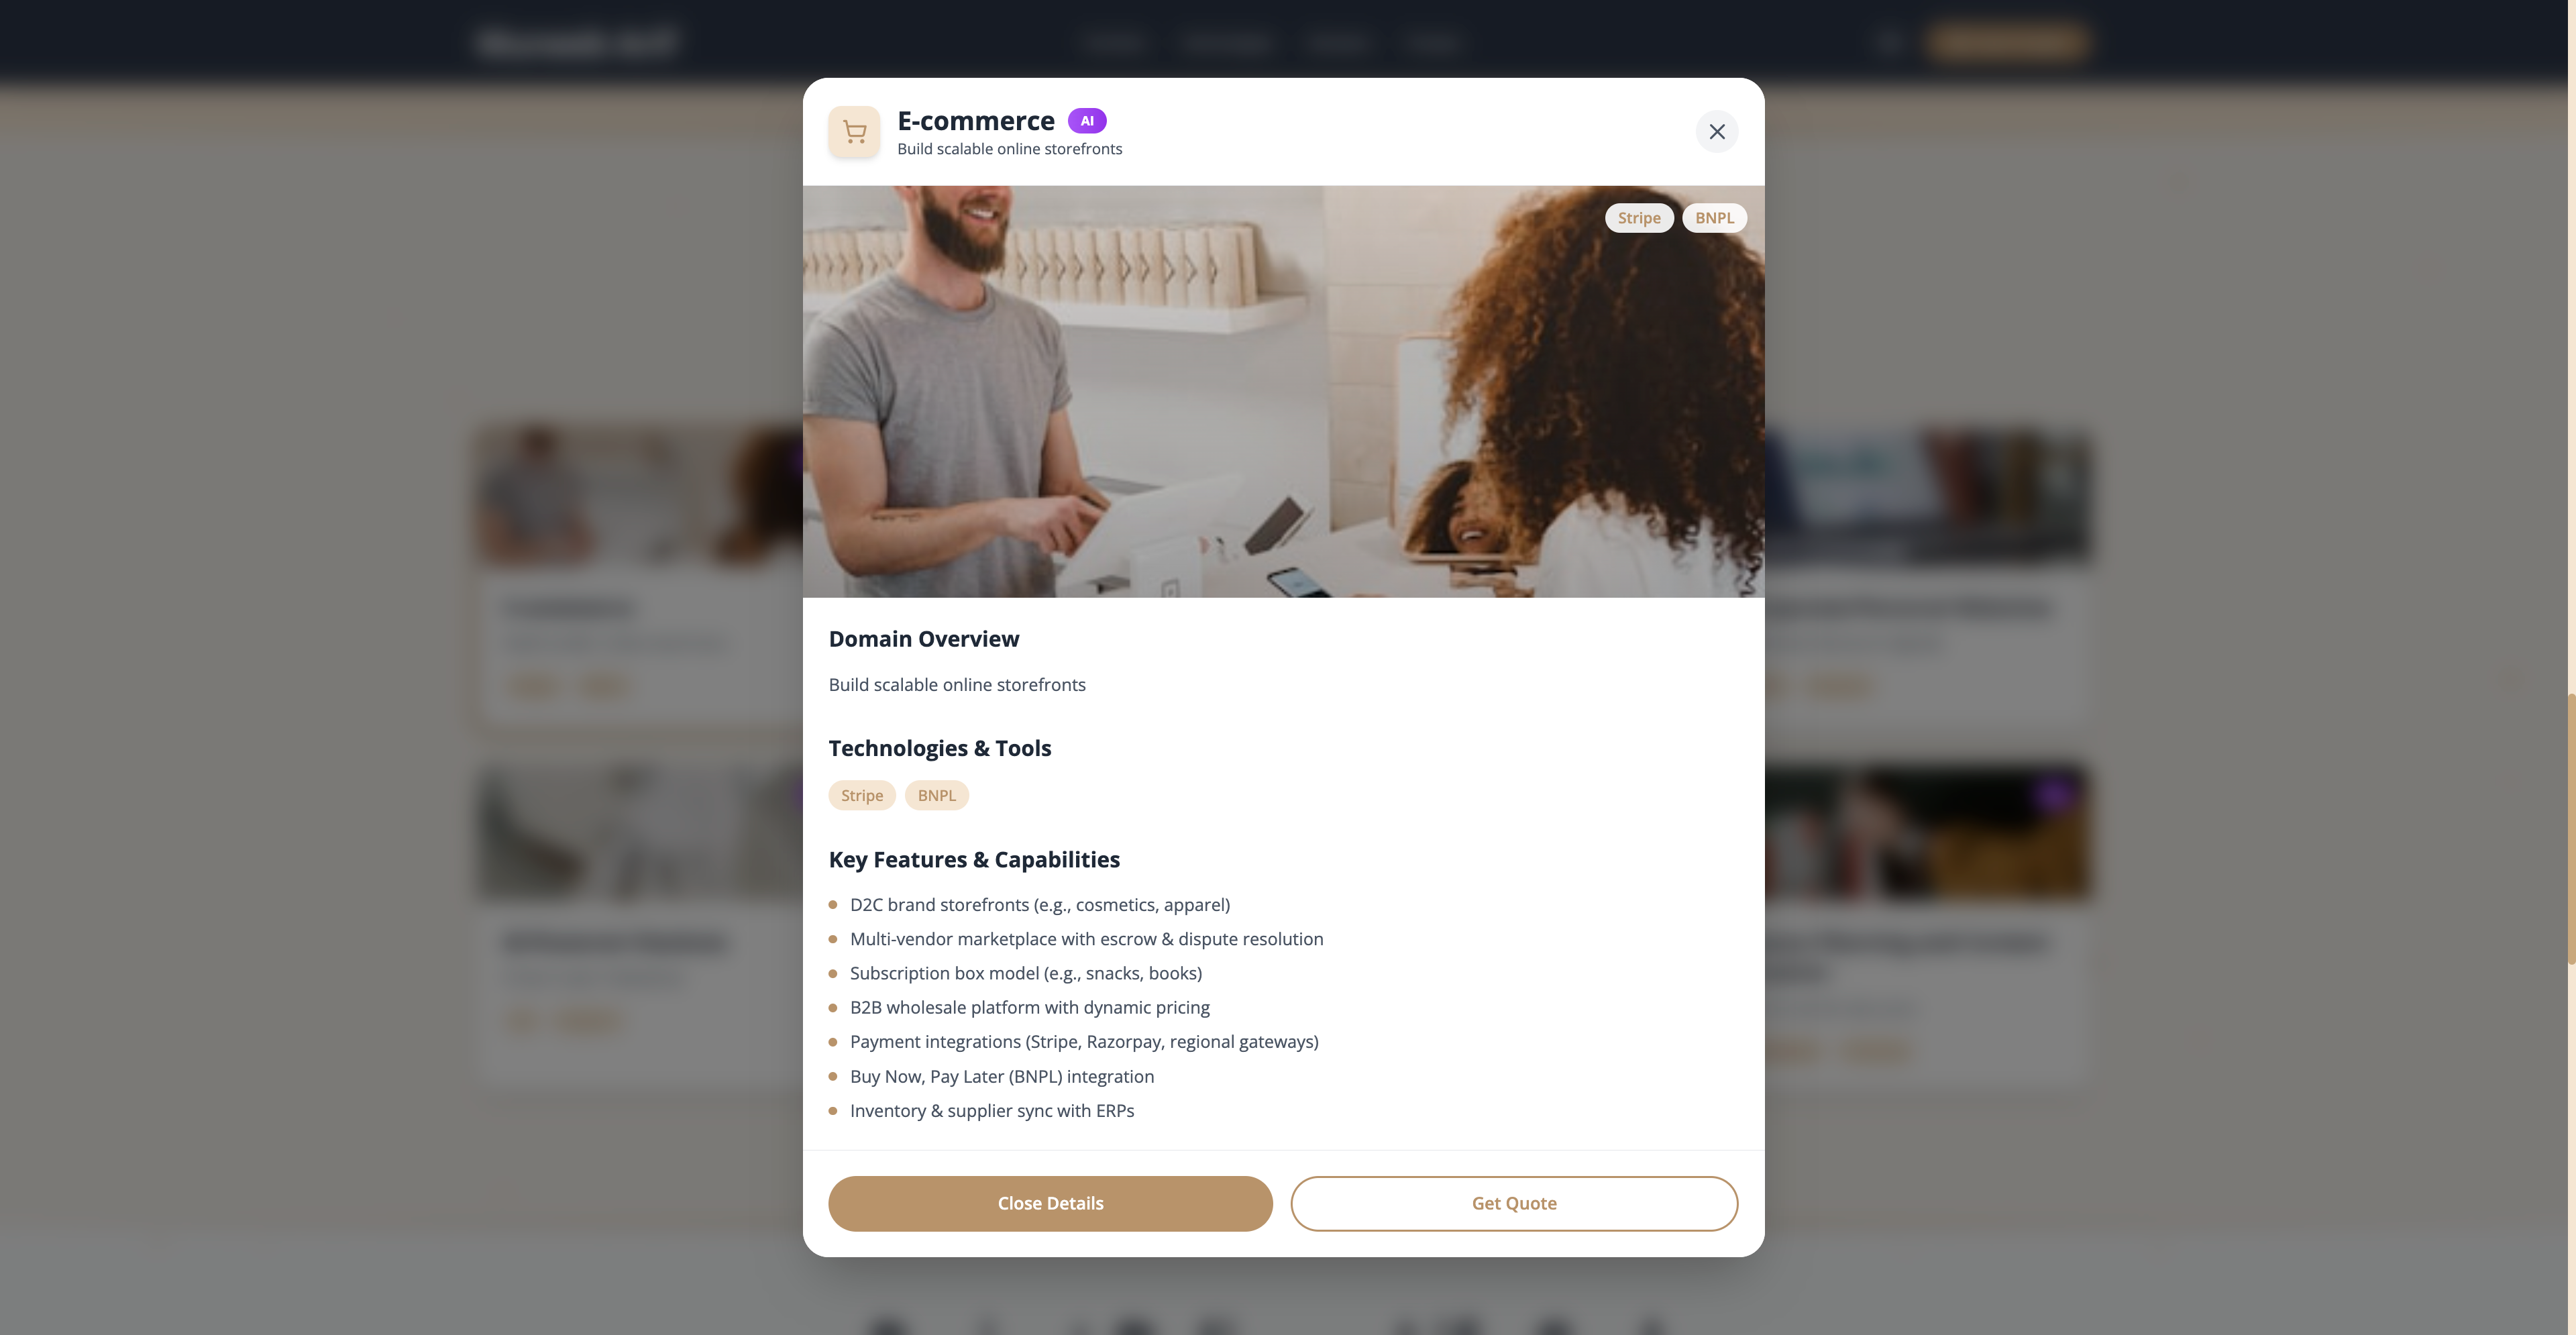 E-commerce AI
Build scalable online storefronts
Stripe BNPL
Domain Overview
Build scalable online storefronts
Technologies & Tools
Stripe BNPL
Key Features & Capabilities
D2C brand storefronts (e.g., cosmetics, apparel)
Multi-vendor marketplace with escrow & dispute resolution
Subscription box model (e.g., snacks, books)
B2B wholesale platform with dynamic pricing
Payment integrations (Stripe, Razorpay, regional gateways)
Buy Now, Pay Later (BNPL) integration
Inventory & supplier sync with ERPs
Close Details Get Quote